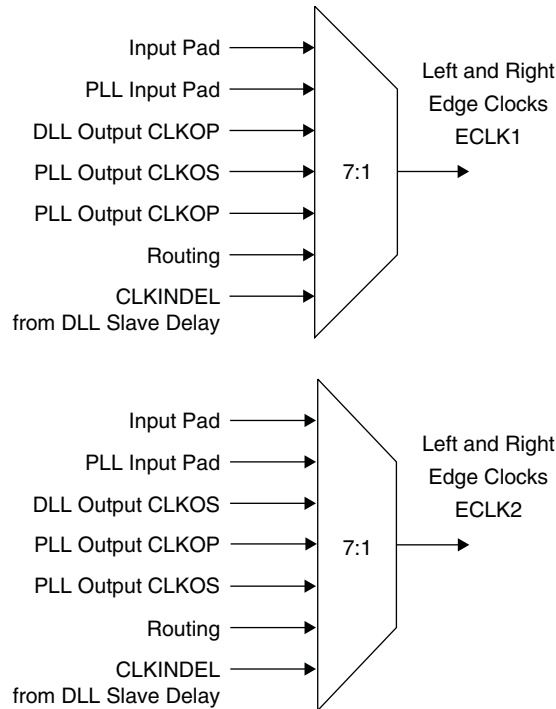 Input Pad
PLL Input Pad
DLL Output CLKOP
PLL Output CLKOS
PLL Output CLKOP
Routing
CLKINDEL
from DLL Slave Delay
7:1
Left and Right
Edge Clocks
ECLK1
Input Pad
PLL Input Pad
DLL Output CLKOS
PLL Output CLKOP
PLL Output CLKOS
Routing
CLKINDEL
from DLL Slave Delay
7:1
Left and Right
Edge Clocks
ECLK2